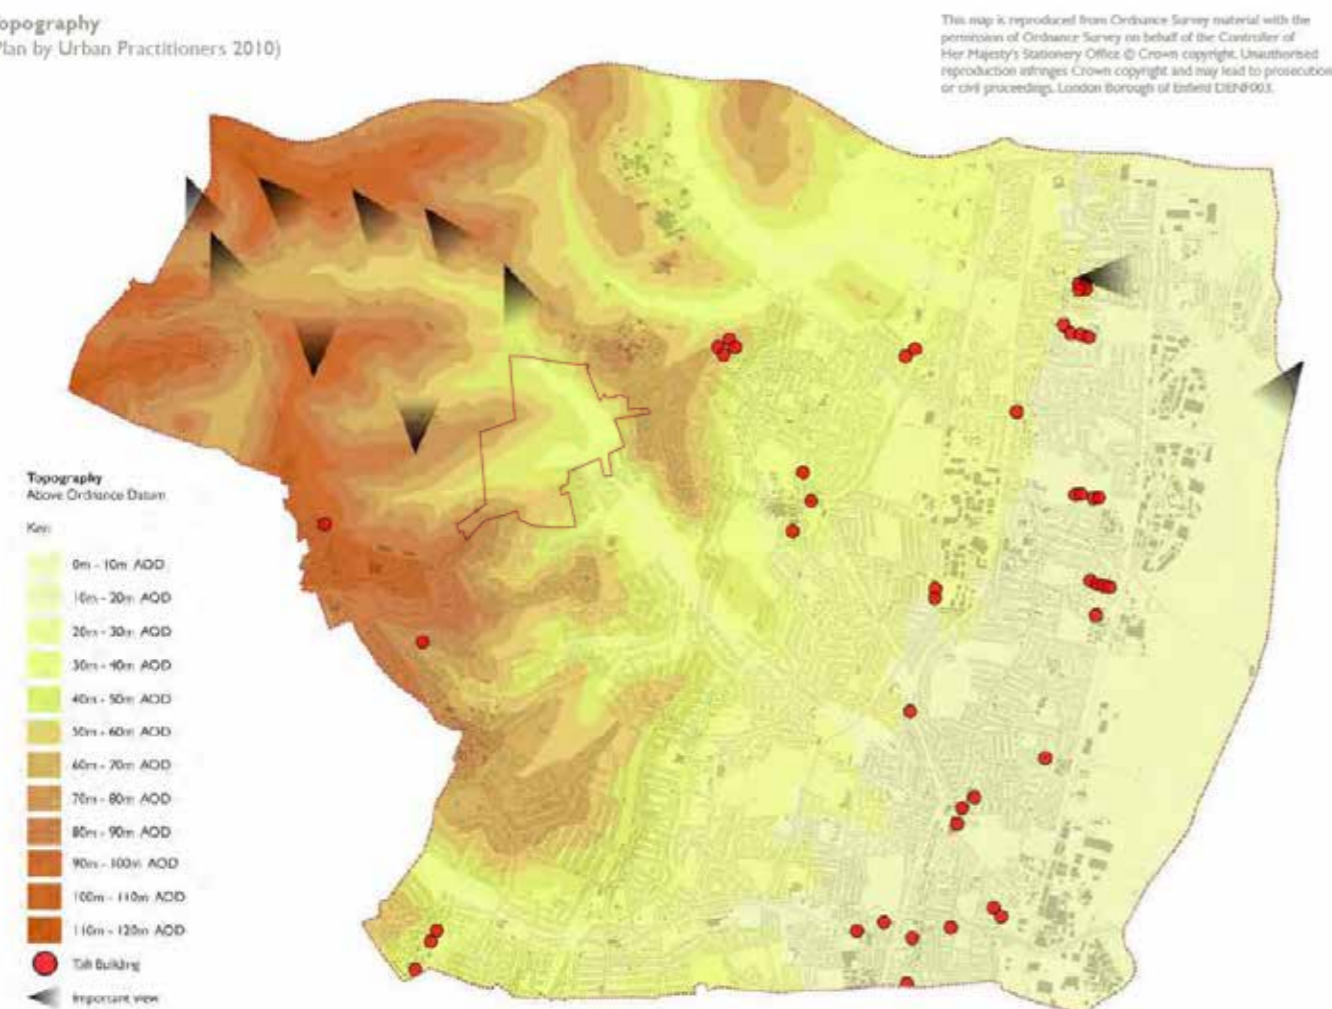 opography
Plan by Urban Practitioners 2010)
This map is reproduced from Ordnance Survey material with the
permission of Ordnance Survey on behalf of the Controller of
Her Majesty's Stationery Office © Crown copyright. Unauthorised
reproduction infringes Crown copyright and may lead to prosecution
or civil proceedings. London Borough of Enfield DENF003.
Topography
Above Ordnance Datum
Key:
0m - 10m AOD
10m - 20m AOD
20m - 30m AOD
30m - 40m AOD
40m - 50m AOD
50m - 60m AOD
60m - 70m AOD
70m - 80m AOD
80m - 90m AOD
90m - 100m AOD
100m - 110m AOD
110m - 120m AOD
Tall Building
Important view